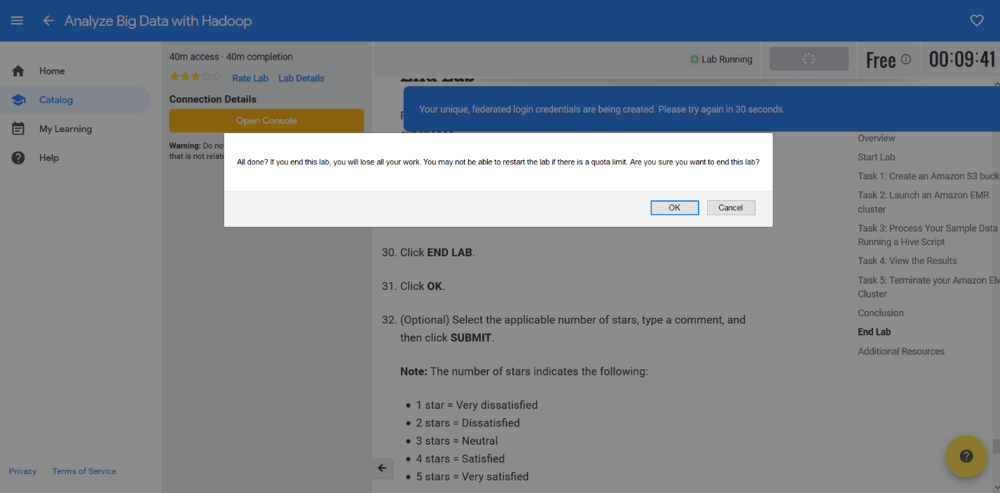 Analyze Big Data with Hadoop
Home
Catalog
My Learning
Help
Privacy
Terms of Service
40m access · 40m completion
Rate Lab
Lab Details
Connection Details
Open Console
Warning: Do no
that is not relate
Lab Running
Free
00:09:41
End Lab
Your unique, federated login credentials are being created. Please try again in 30 seconds.
All done? If you end this lab, you will lose all your work. You may not be able to restart the lab if there is a quota limit. Are you sure you want to end this lab?
OK
Cancel
30. Click END LAB.
31. Click OK.
32. (Optional) Select the applicable number of stars, type a comment, and
then click SUBMIT.
Note: The number of stars indicates the following:
• 1 star = Very dissatisfied
• 2 stars = Dissatisfied
• 3 stars = Neutral
• 4 stars = Satisfied
• 5 stars = Very satisfied
Overview
Start Lab
Task 1: Create an Amazon S3 buck
Task 2: Launch an Amazon EMR
cluster
Task 3: Process Your Sample Data
Running a Hive Script
Task 4: View the Results
Task 5: Terminate your Amazon EM
Cluster
Conclusion
End Lab
Additional Resources